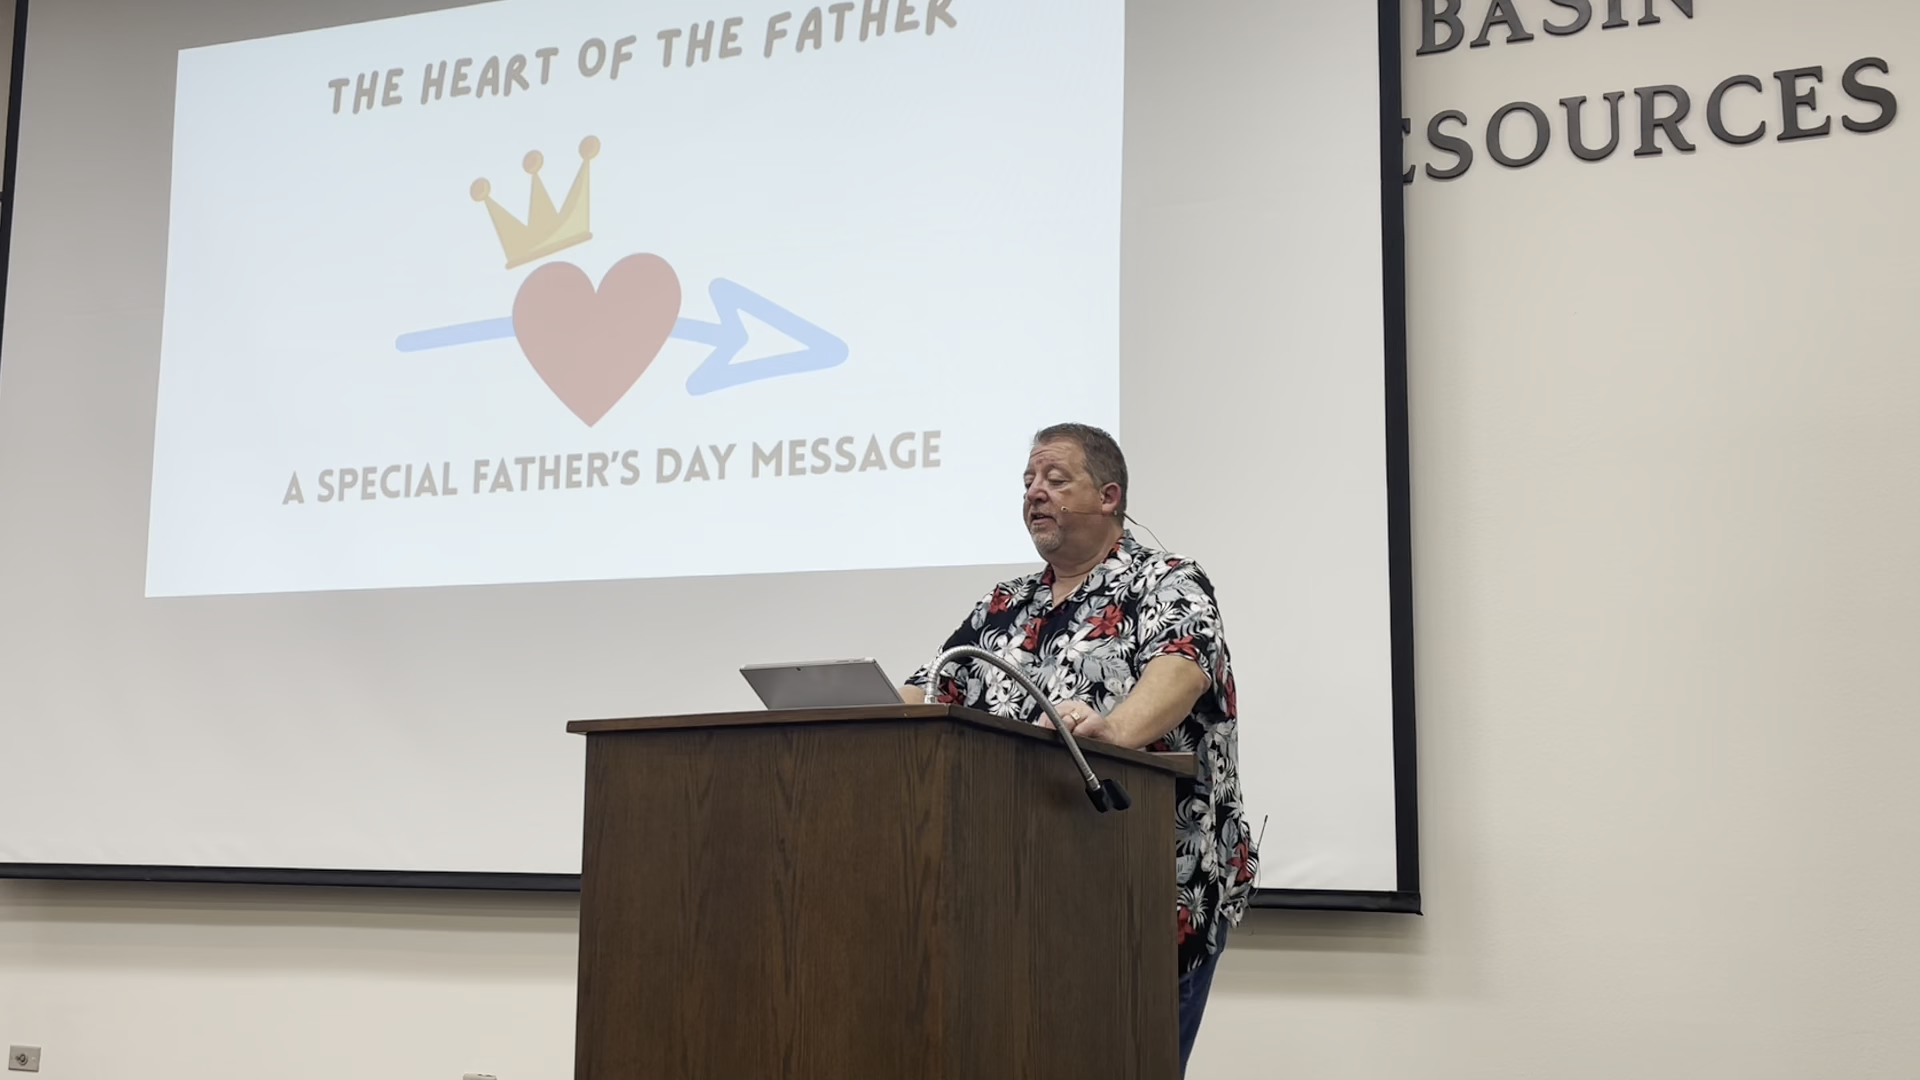 THE HEART OF THE FATHER
A SPECIAL FATHER'S DAY MESSAGE
BASIN
ESOURCES